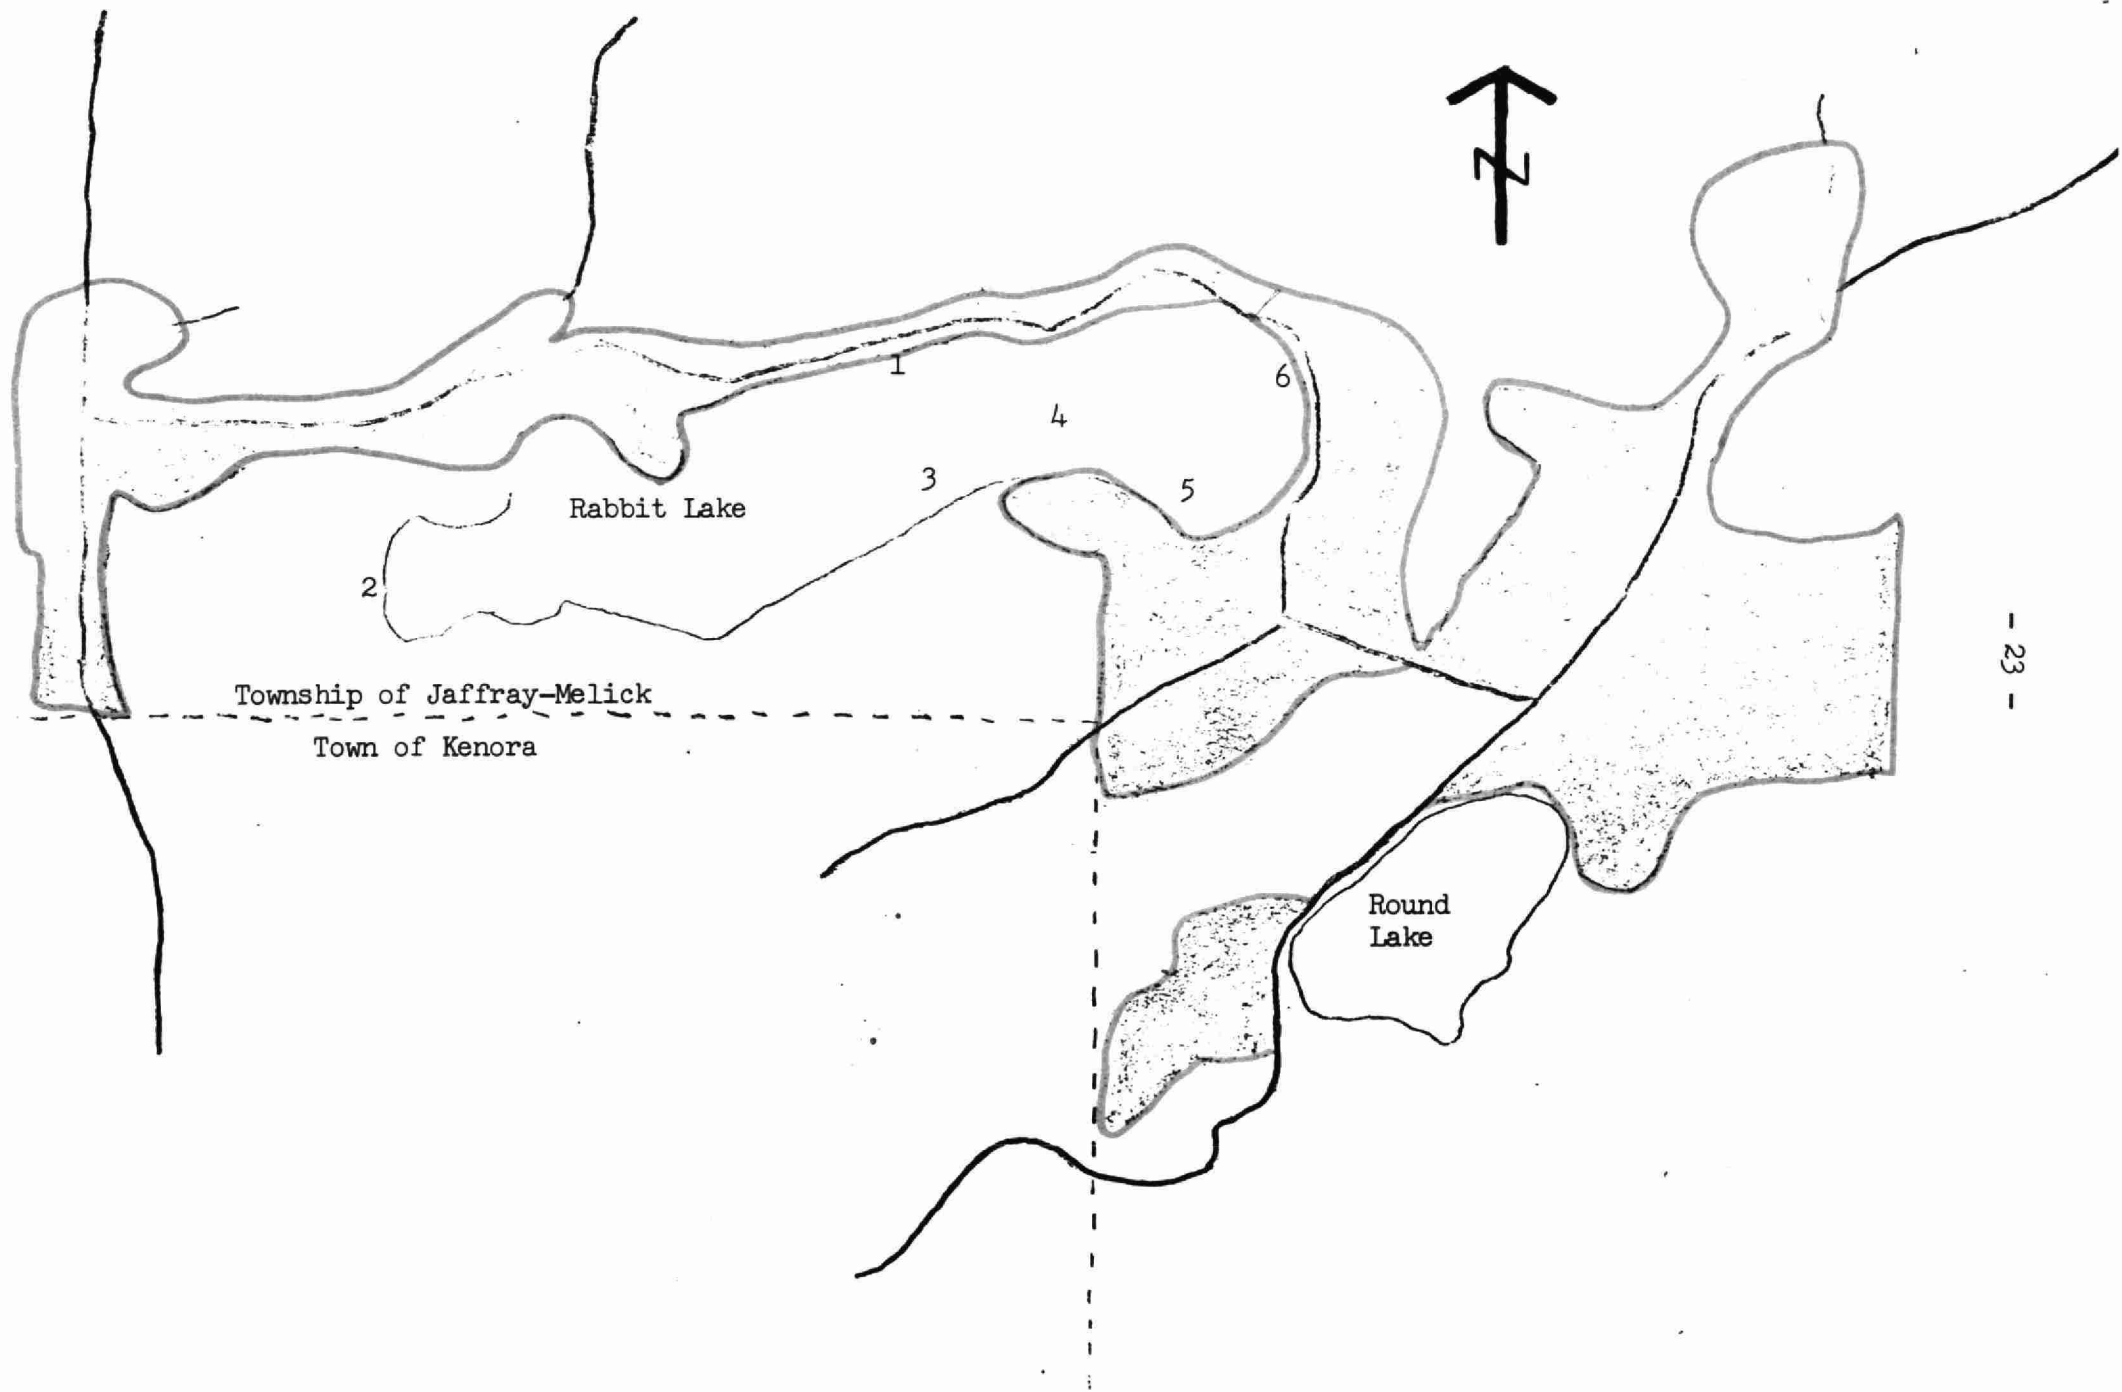 N
1
6
4
3
5
Rabbit Lake
2
- 23 -
Township of Jaffray-Melick
Town of Kenora
Round
Lake